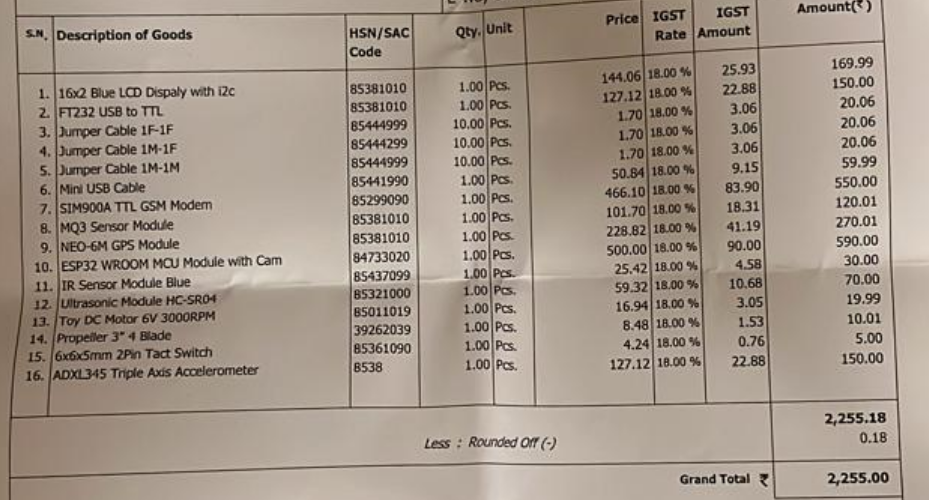 S.N. Description of Goods HSN/SAC Code Qty. Unit Price IGST Rate IGST Amount Amount(₹)
1. 16x2 Blue LCD Dispaly with i2c 85381010 1.00 Pcs. 144.06 18.00 % 25.93 169.99
2. FT232 USB to TTL 85381010 1.00 Pcs. 127.12 18.00 % 22.88 150.00
3. Jumper Cable 1F-1F 85444999 10.00 Pcs. 1.70 18.00 % 3.06 20.06
4. Jumper Cable 1M-1F 85444299 10.00 Pcs. 1.70 18.00 % 3.06 20.06
5. Jumper Cable 1M-1M 85444999 10.00 Pcs. 1.70 18.00 % 3.06 20.06
6. Mini USB Cable 85441990 1.00 Pcs. 50.84 18.00 % 9.15 59.99
7. SIM900A TTL GSM Modem 85299090 1.00 Pcs. 466.10 18.00 % 83.90 550.00
8. MQ3 Sensor Module 85381010 1.00 Pcs. 101.70 18.00 % 18.31 120.01
9. NEO-6M GPS Module 85381010 1.00 Pcs. 228.82 18.00 % 41.19 270.01
10. ESP32 WROOM MCU Module with Cam 84733020 1.00 Pcs. 500.00 18.00 % 90.00 590.00
11. IR Sensor Module Blue 85437099 1.00 Pcs. 25.42 18.00 % 4.58 30.00
12. Ultrasonic Module HC-SR04 85321000 1.00 Pcs. 59.32 18.00 % 10.68 70.00
13. Toy DC Motor 6V 3000RPM 85011019 1.00 Pcs. 16.94 18.00 % 3.05 19.99
14. Propeller 3" 4 Blade 39262039 1.00 Pcs. 8.48 18.00 % 1.53 10.01
15. 6x6x5mm 2Pin Tact Switch 85361090 1.00 Pcs. 4.24 18.00 % 0.76 5.00
16. ADXL345 Triple Axis Accelerometer 8538 1.00 Pcs. 127.12 18.00 % 22.88 150.00
2,255.18
Less : Rounded Off (-) 0.18
Grand Total ₹ 2,255.00